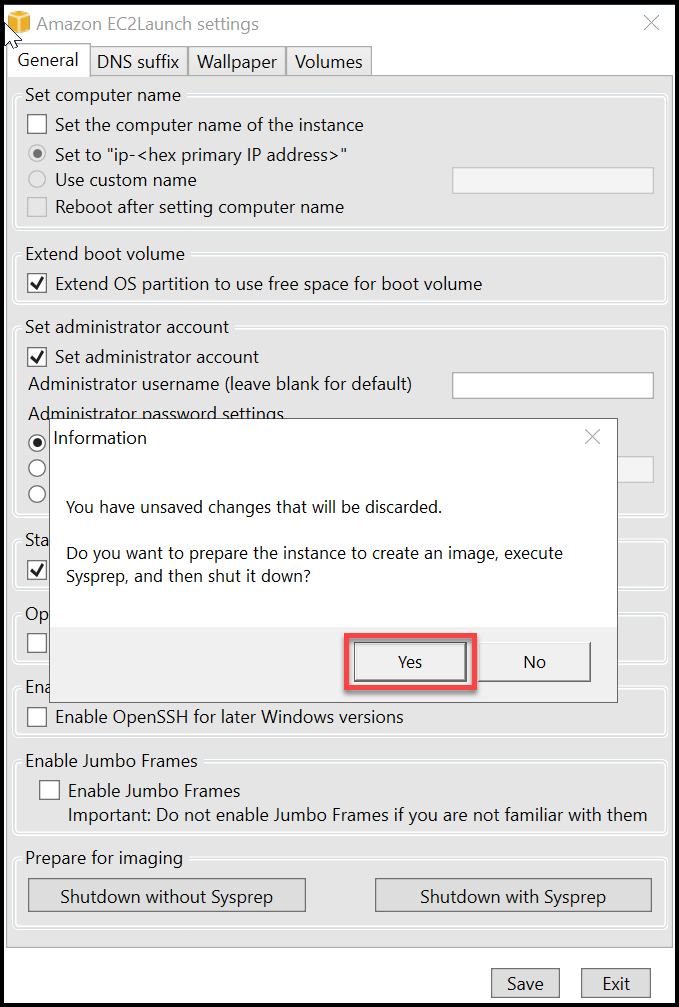 Amazon EC2Launch settings
General
DNS suffix
Wallpaper
Volumes
Set computer name
Set the computer name of the instance
Set to "ip-<hex primary IP address>"
Use custom name
Reboot after setting computer name
Extend boot volume
Extend OS partition to use free space for boot volume
Set administrator account
Set administrator account
Administrator username (leave blank for default)
Administrator password settings
Information
You have unsaved changes that will be discarded.
Do you want to prepare the instance to create an image, execute
Sysprep, and then shut it down?
Yes
No
Sta
Op
Ena
Enable OpenSSH for later Windows versions
Enable Jumbo Frames
Enable Jumbo Frames
Important: Do not enable Jumbo Frames if you are not familiar with them
Prepare for imaging
Shutdown without Sysprep
Shutdown with Sysprep
Save
Exit